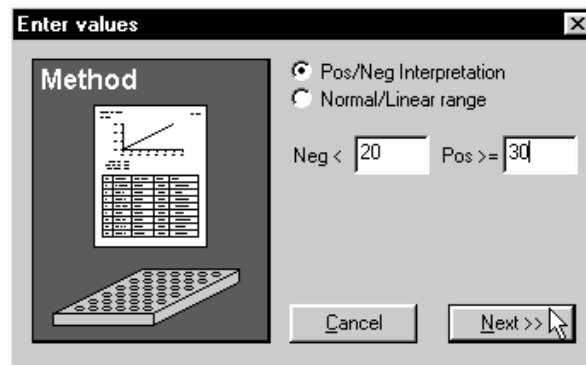 Enter values
Method
Pos/Neg Interpretation
Normal/Linear range
Neg < 20 Pos >= 30
Cancel Next >>